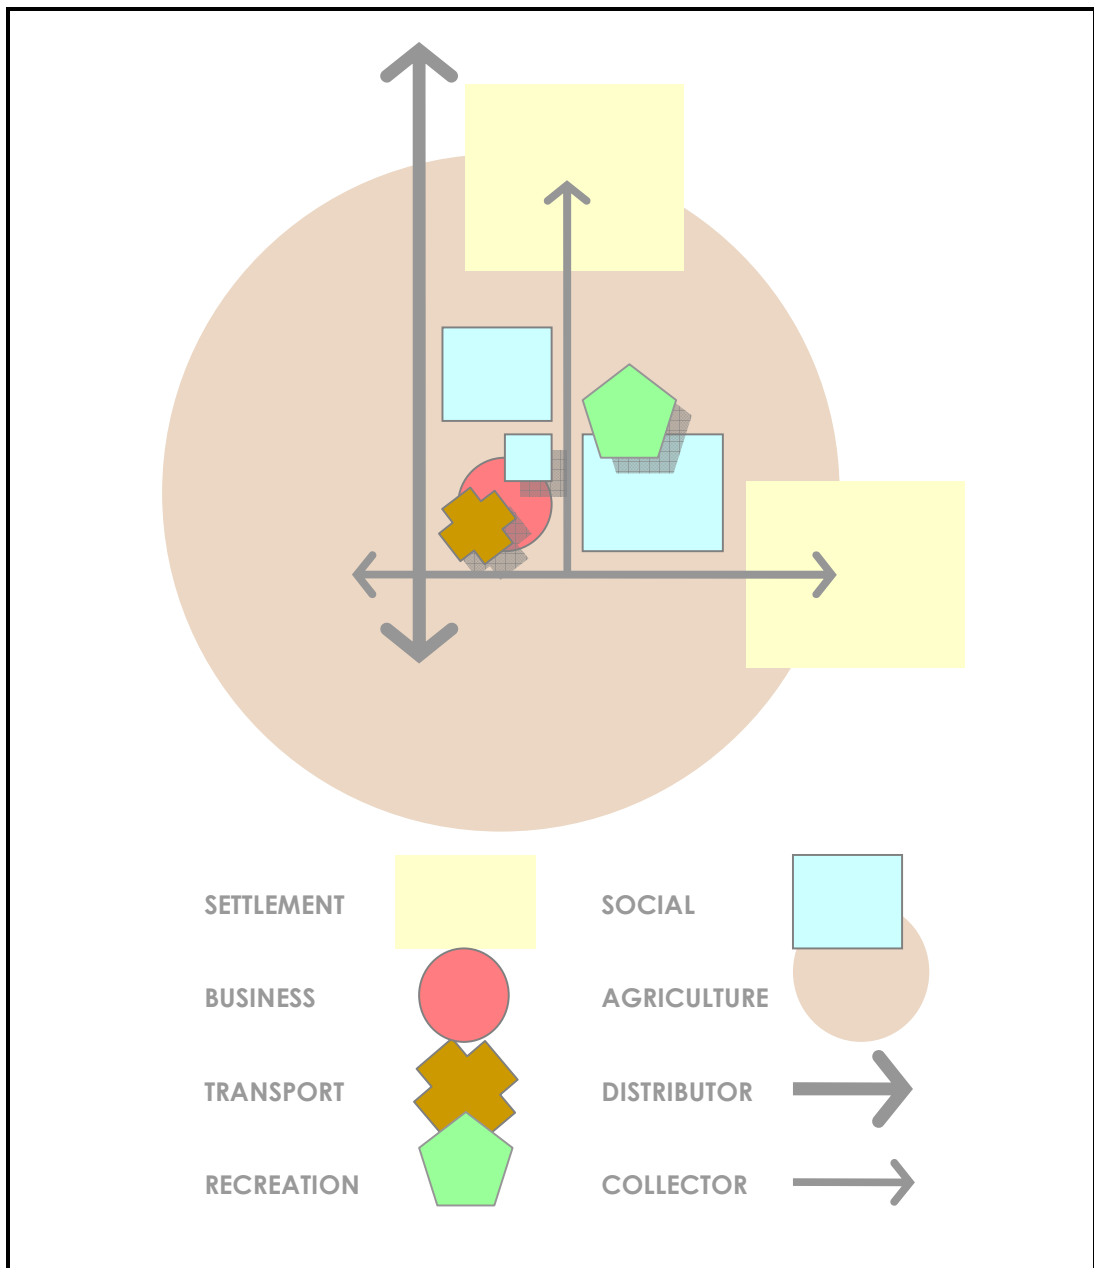 SETTLEMENT
SOCIAL
BUSINESS
AGRICULTURE
TRANSPORT
DISTRIBUTOR
RECREATION
COLLECTOR